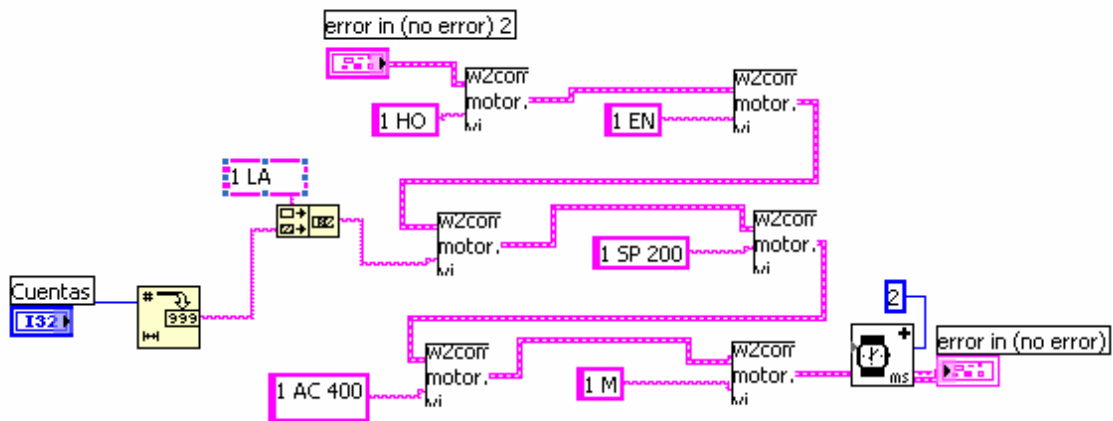 error in (no error) 2
w2com
motor.
vi
1 HO
w2com
motor.
vi
1 EN
1 LA
w2com
motor.
vi
w2com
motor.
vi
1 SP 200
Cuentas
I32
#
999
w2com
motor.
vi
1 AC 400
w2com
motor.
vi
1 M
2
ms
error in (no error)